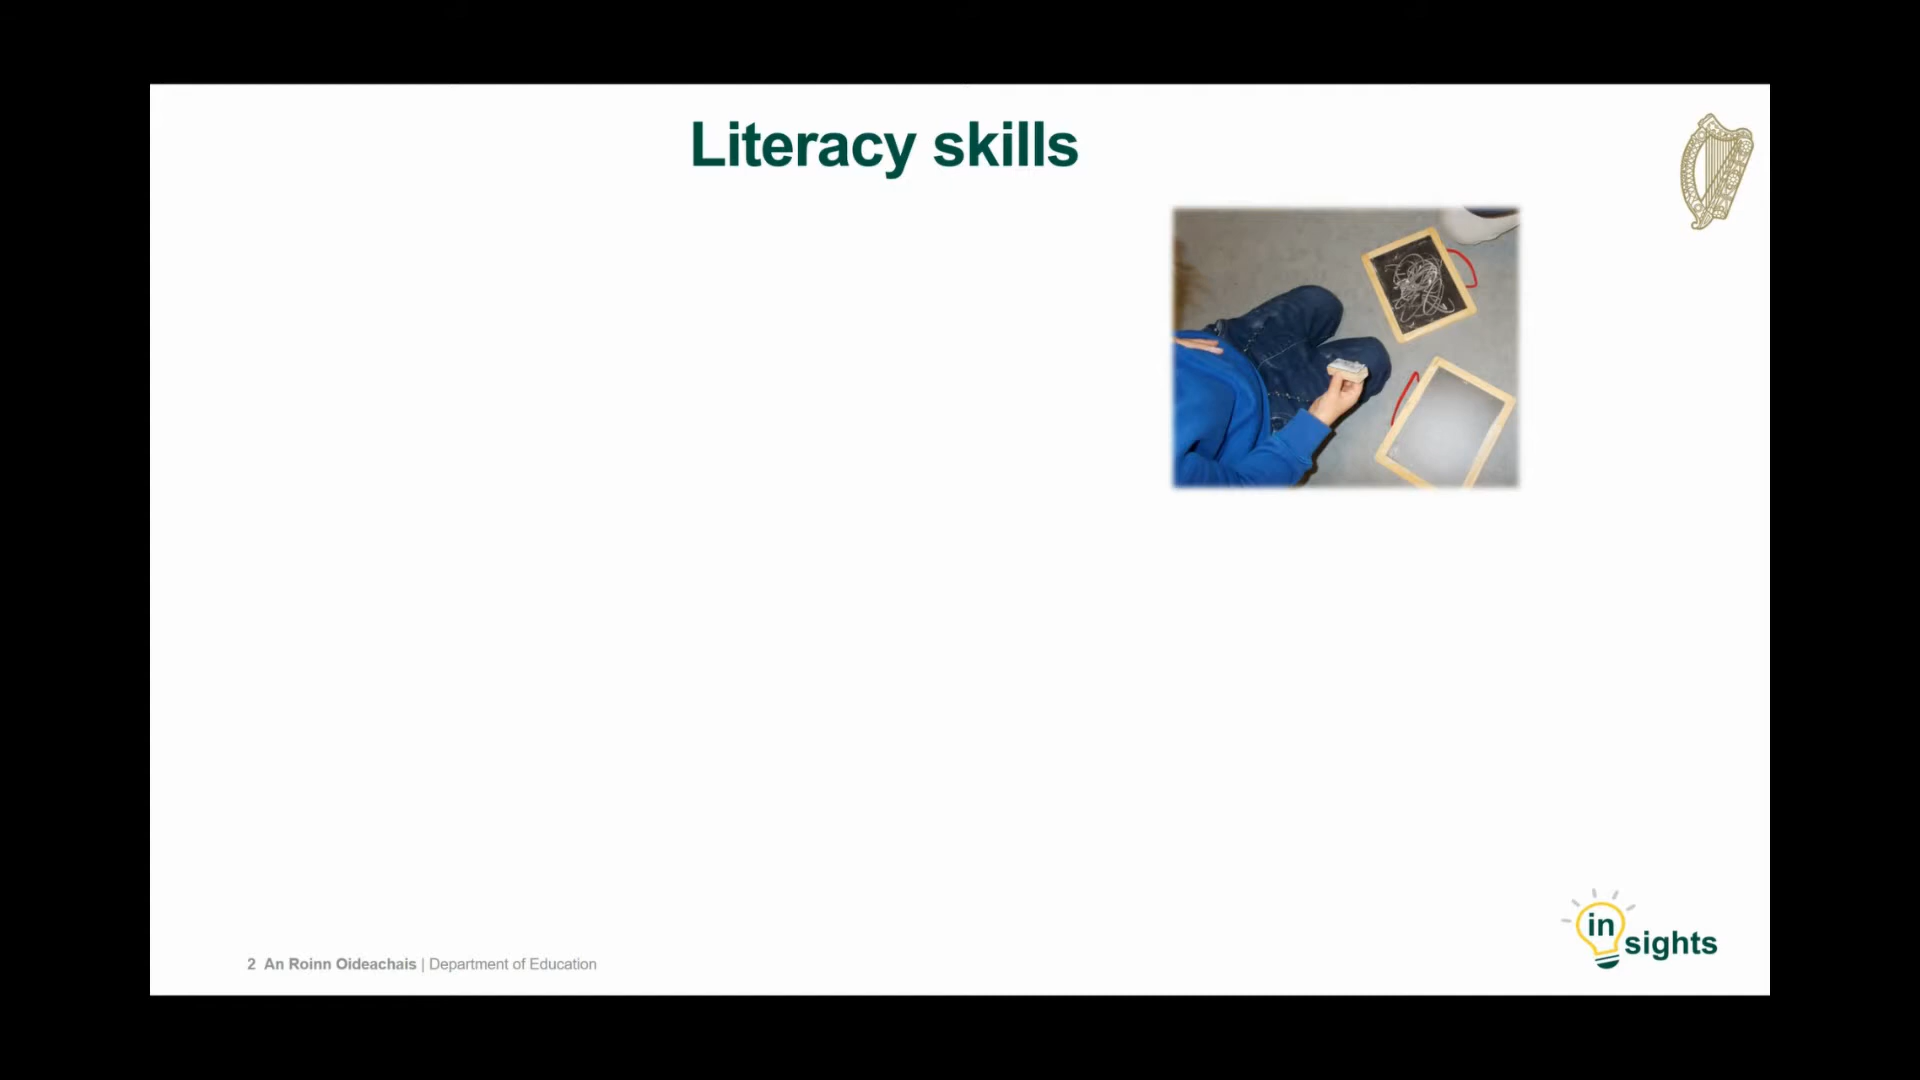 Literacy skills
2 An Roinn Oideachais | Department of Education
in
sights